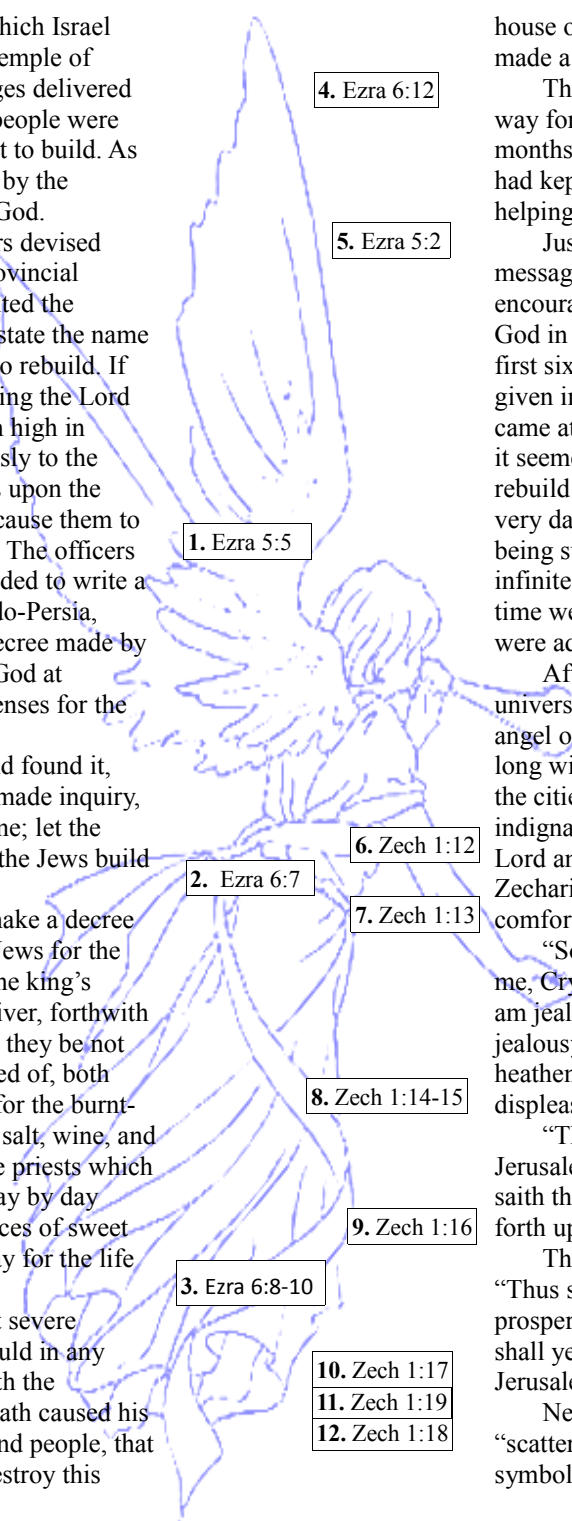 hich Israel
emple of
ges delivered
people were
t to build. As
by the
God.
rs devised
ovincial
ted the
state the name
o rebuild. If
ing the Lord
n high in
sly to the
s upon the
cause them to
The officers
ded to write a
lo-Persia,
ecree made by
God at
enses for the
d found it,
made inquiry,
ne; let the
the Jews build
make a decree
Jews for the
he king's
iver, forthwith
they be not
ed of, both
for the burnt-
salt, wine, and
e priests which
ay by day
ces of sweet
y for the life
t severe
uld in any
th the
ath caused his
nd people, that
estroy this
4. Ezra 6:12
5. Ezra 5:2
1. Ezra 5:5
6. Zech 1:12
2. Ezra 6:7
7. Zech 1:13
8. Zech 1:14-15
9. Zech 1:16
3. Ezra 6:8-10
10. Zech 1:17
11. Zech 1:19
12. Zech 1:18
house o
made a
Th
way for
months
had kep
helping
Jus
messag
encoura
God in
first six
given in
came at
it seeme
rebuild
very da
being su
infinite
time we
were ad
Aft
univers
angel o
long wi
the citie
indigna
Lord an
Zechari
comfor
“So
me, Cry
am jeal
jealousy
heathen
displeas
“Th
Jerusale
saith th
forth up
Th
“Thus s
prosper
shall ye
Jerusale
Ne
“scatter
symbol